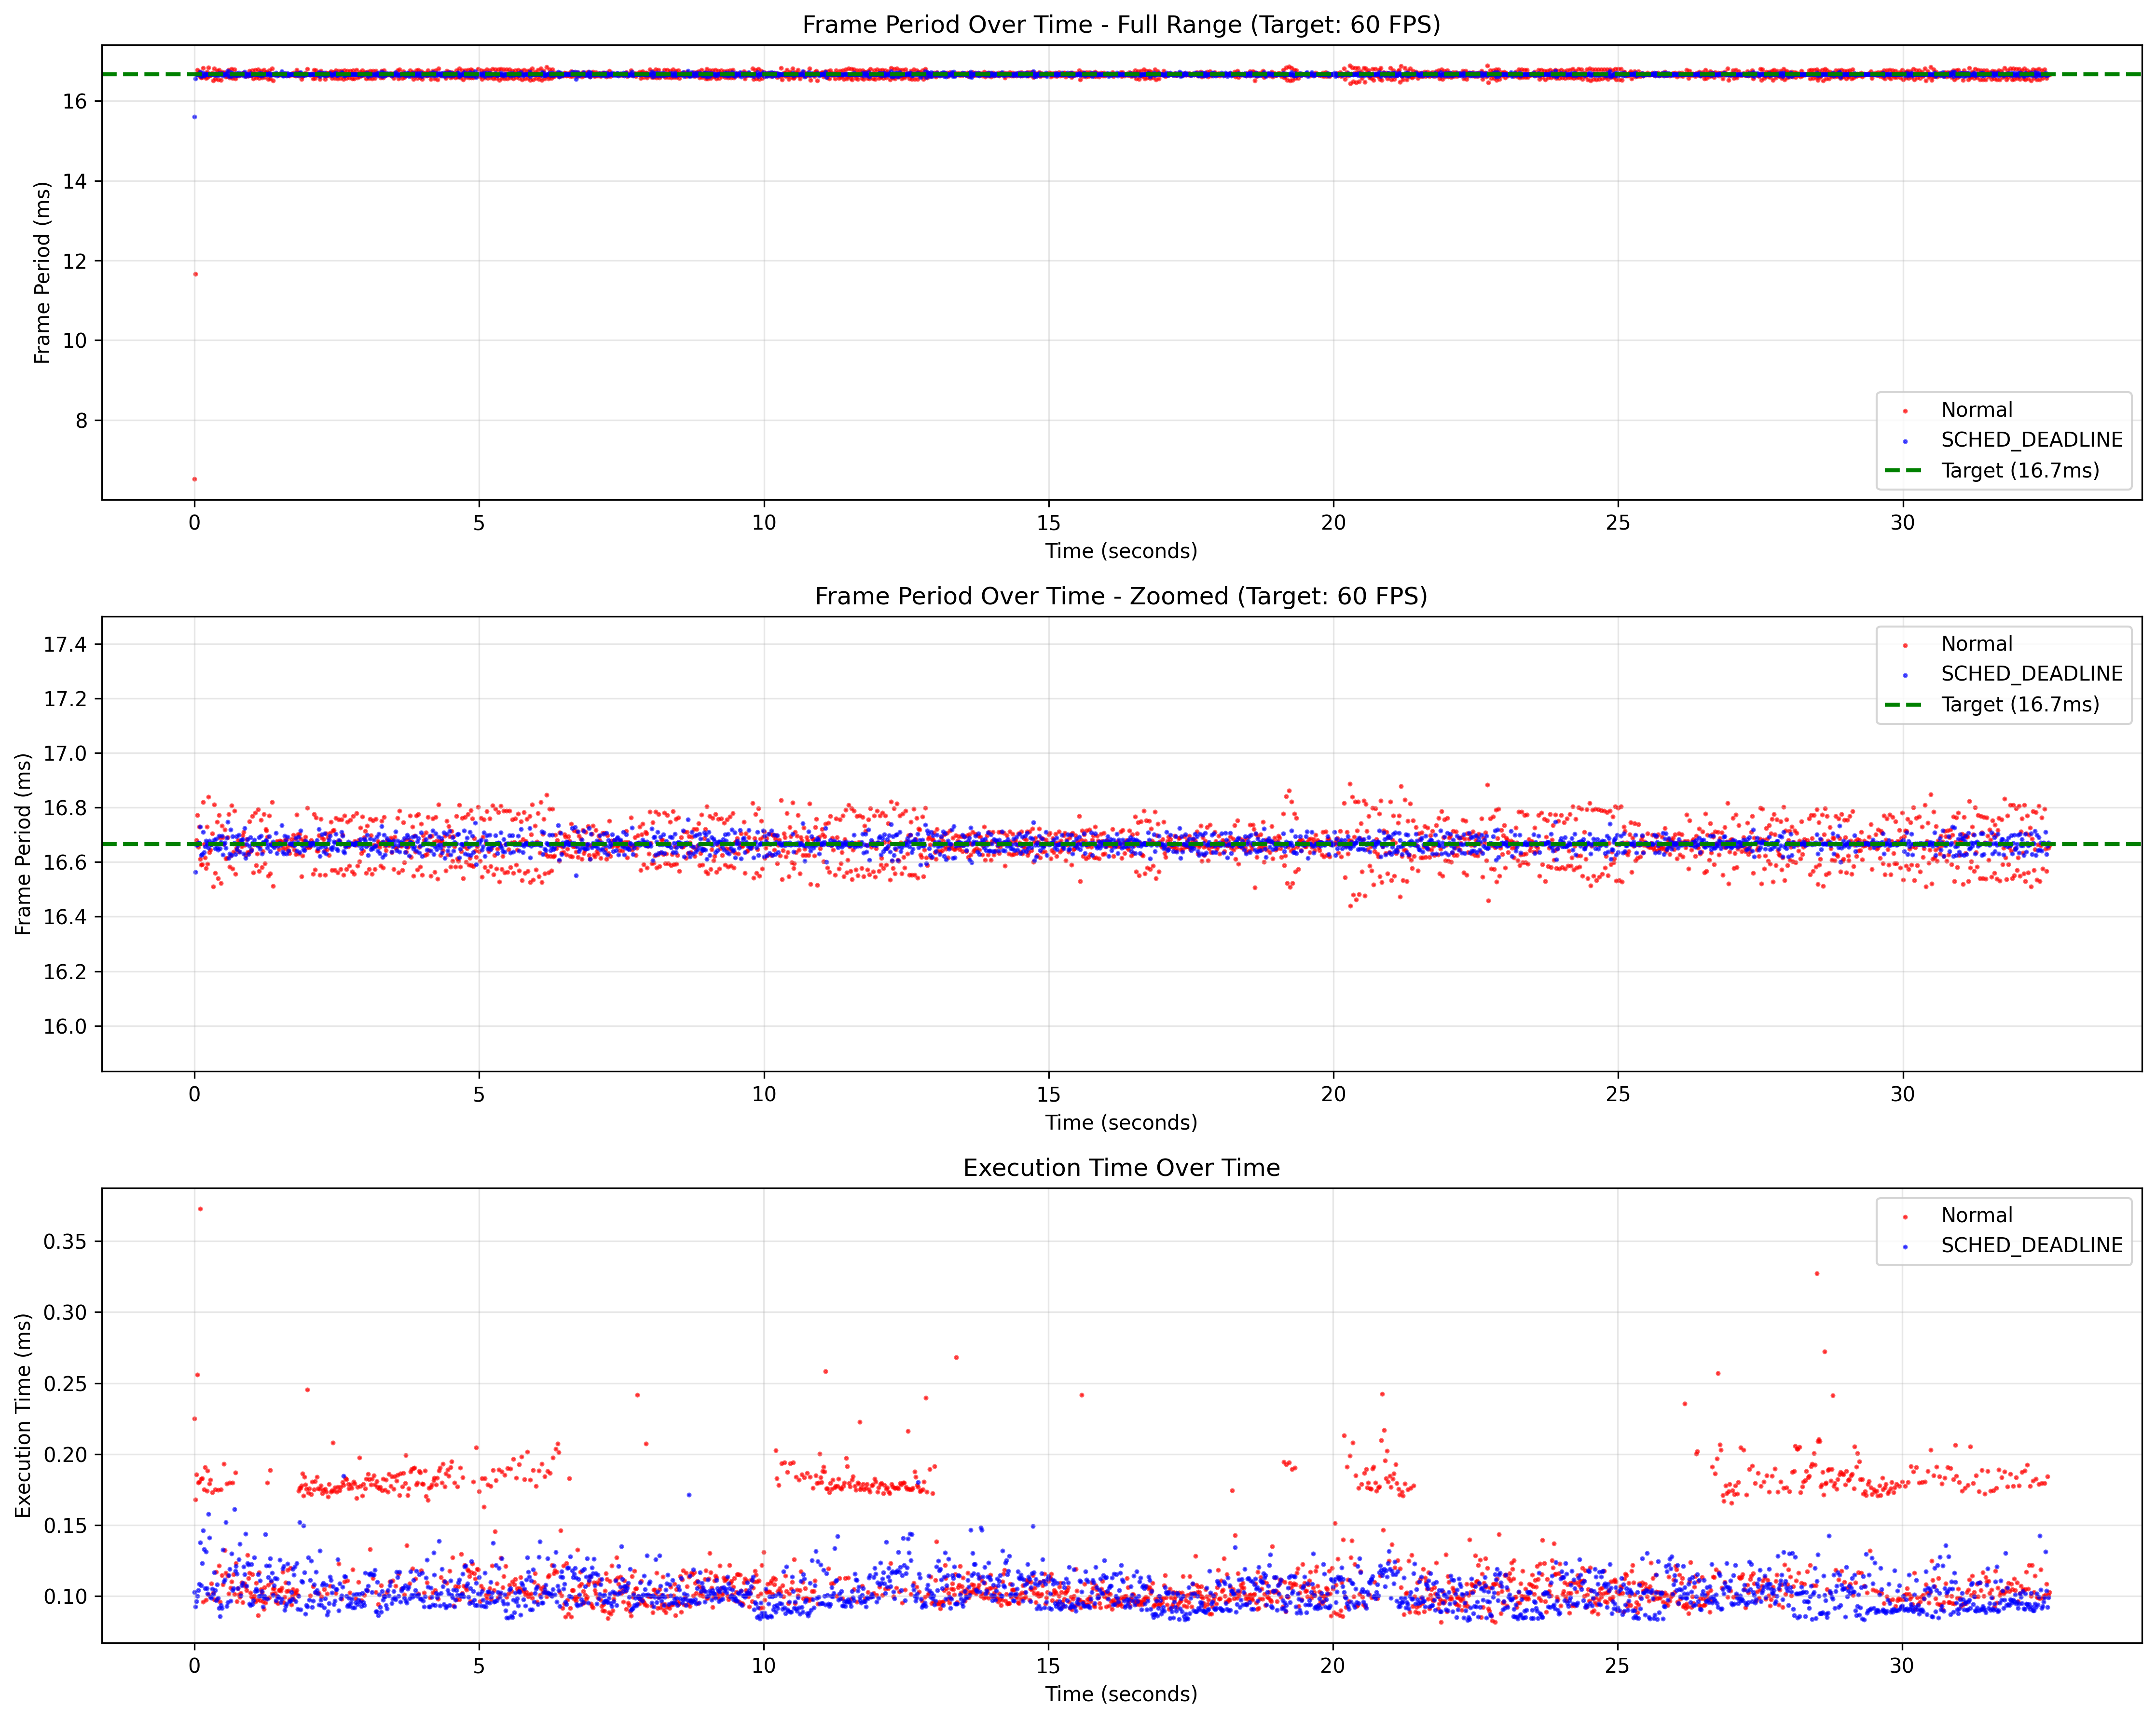 Frame Period Over Time - Full Range (Target: 60 FPS)
Frame Period (ms)
16
14
12
10
8
Normal
SCHED_DEADLINE
Target (16.7ms)
0 5 10 15 20 25 30
Time (seconds)
Frame Period Over Time - Zoomed (Target: 60 FPS)
Frame Period (ms)
17.4
17.2
17.0
16.8
16.6
16.4
16.2
16.0
Normal
SCHED_DEADLINE
Target (16.7ms)
0 5 10 15 20 25 30
Time (seconds)
Execution Time Over Time
Execution Time (ms)
0.35
0.30
0.25
0.20
0.15
0.10
Normal
SCHED_DEADLINE
0 5 10 15 20 25 30
Time (seconds)